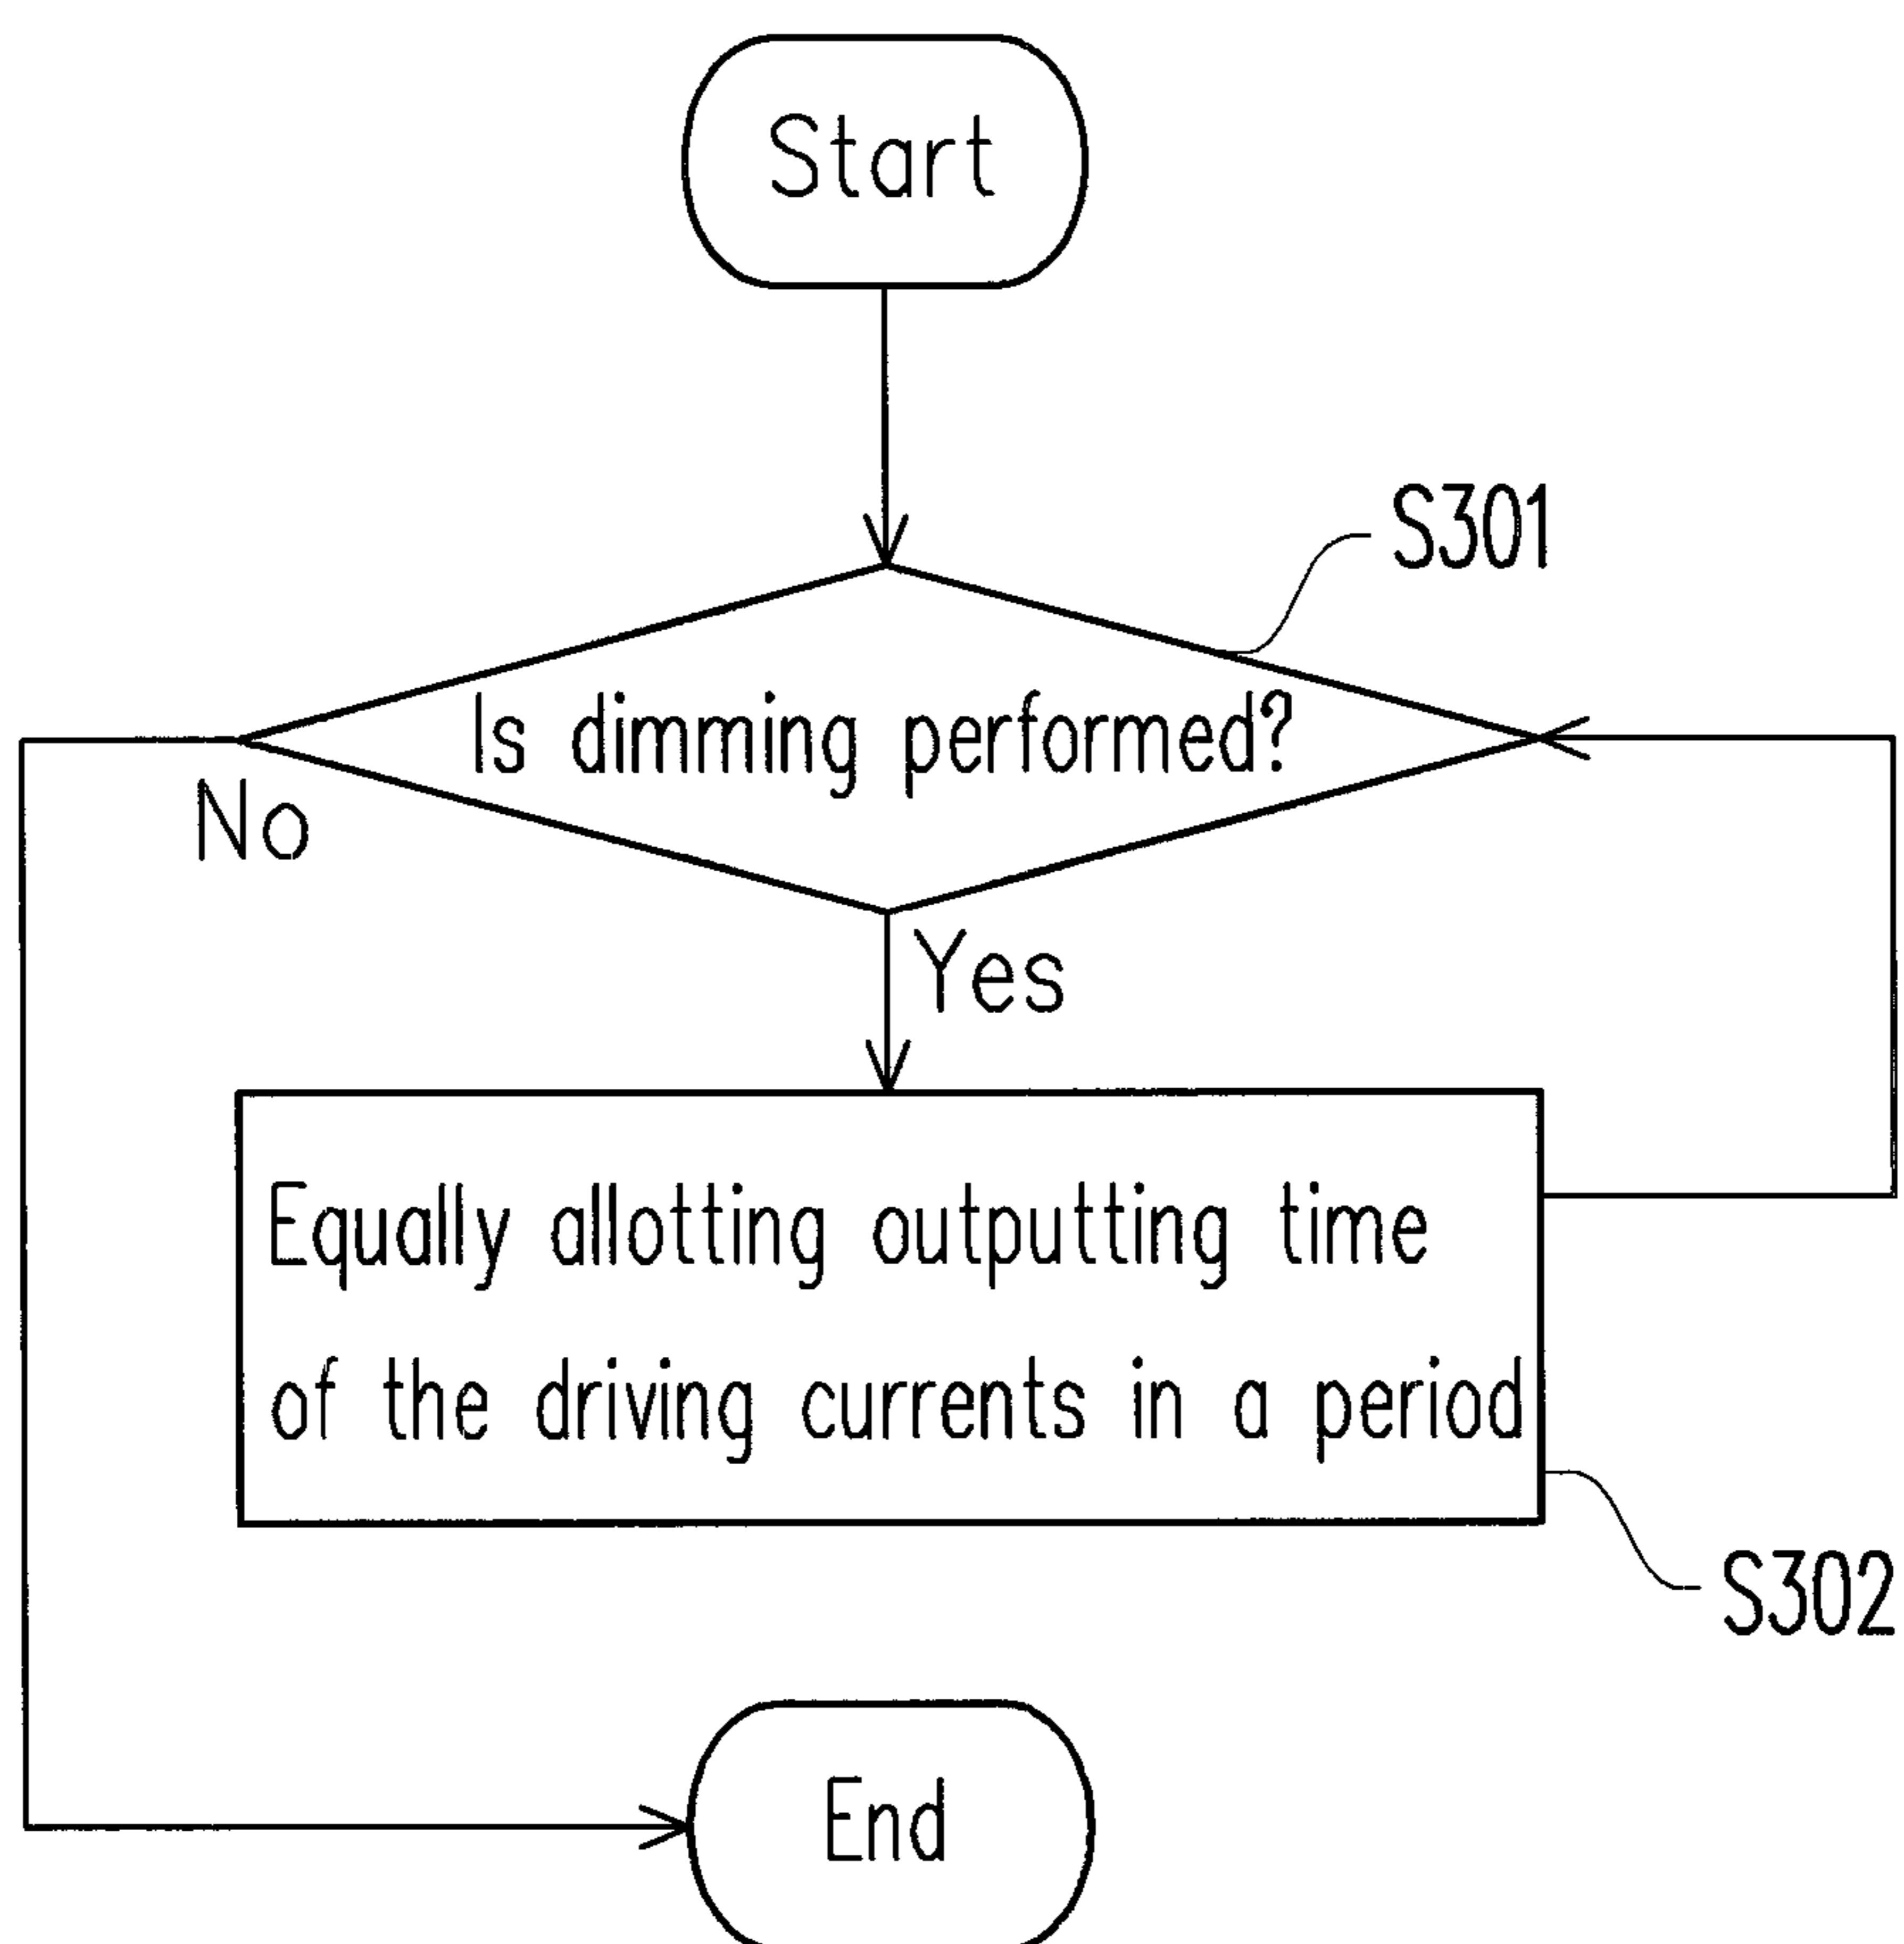 Start
S301
Is dimming performed?
No
Yes
Equally allotting outputting time
of the driving currents in a period
S302
End